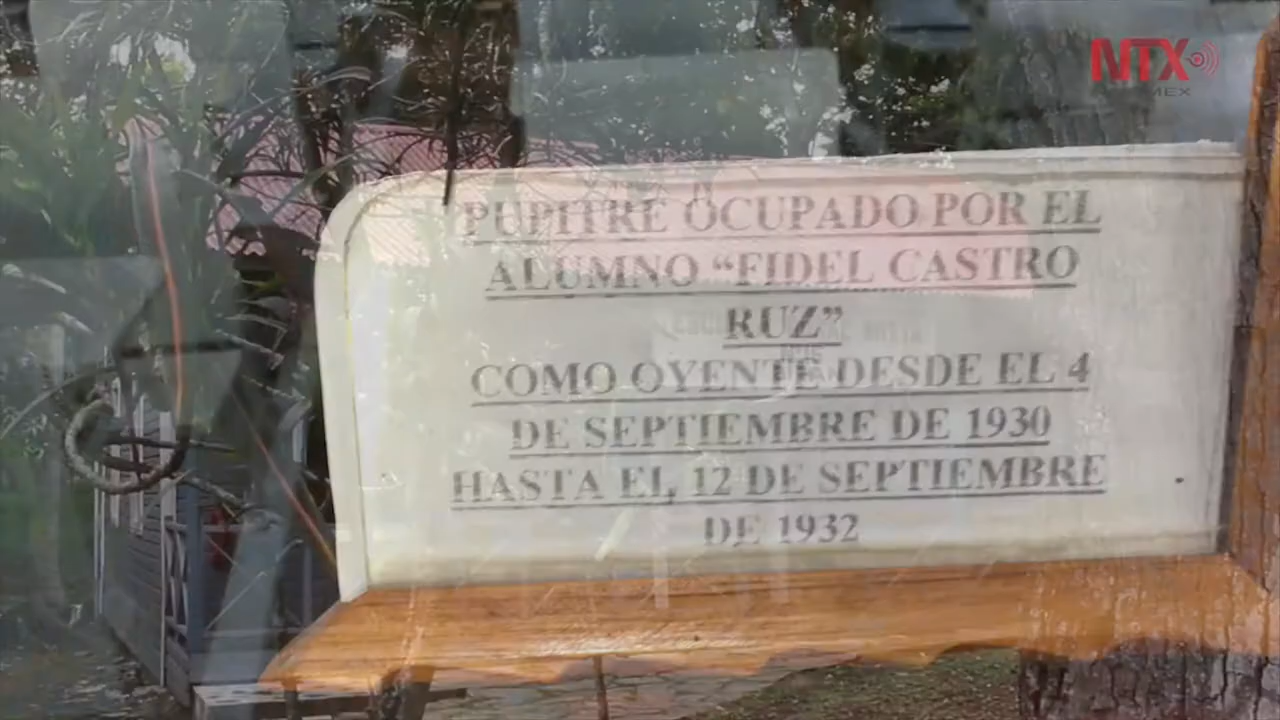 NTX
MEX
PUPITRE OCUPADO POR EL
ALUMNO “FIDEL CASTRO
RUZ”
COMO OYENTE DESDE EL 4
DE SEPTIEMBRE DE 1930
HASTA EL 12 DE SEPTIEMBRE
DE 1932